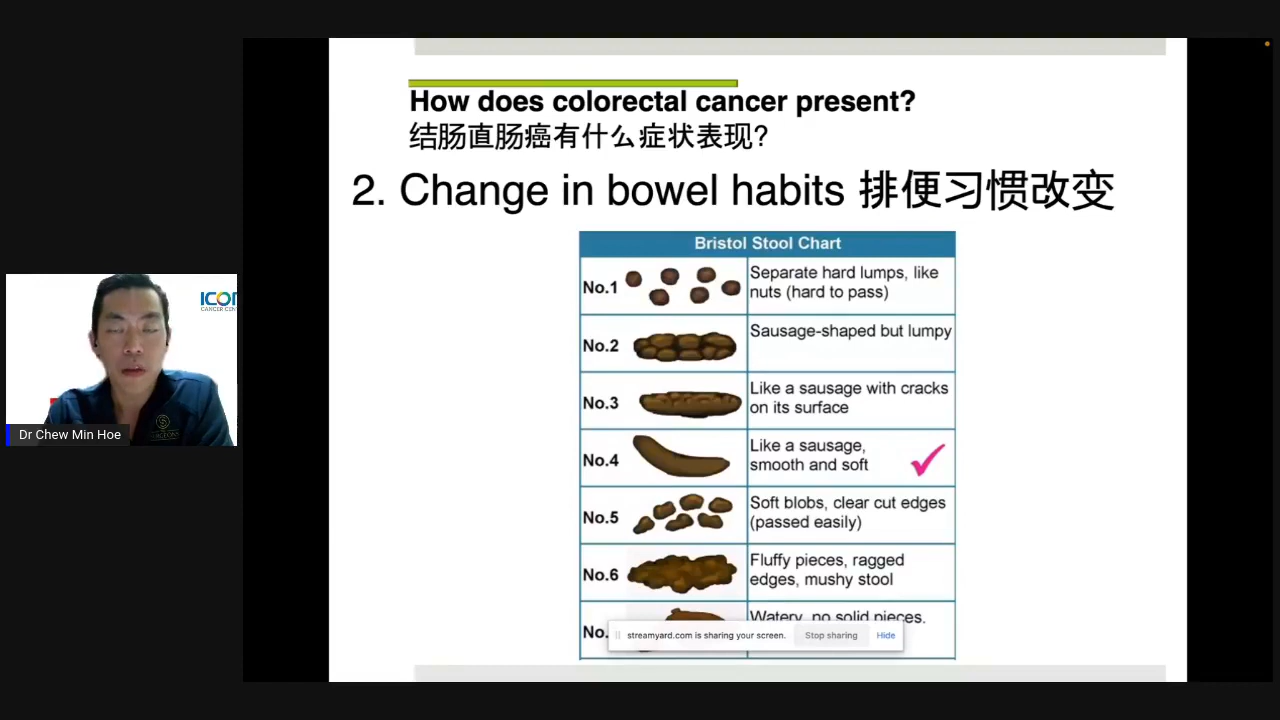 How does colorectal cancer present?
结肠直肠癌有什么症状表现?
2. Change in bowel habits 排便习惯改变
Bristol Stool Chart
No.1
Separate hard lumps, like
nuts (hard to pass)
No.2
Sausage-shaped but lumpy
No.3
Like a sausage with cracks
on its surface
No.4
Like a sausage,
smooth and soft
No.5
Soft blobs, clear cut edges
(passed easily)
No.6
Fluffy pieces, ragged
edges, mushy stool
No.
Watery, no solid pieces.
streamyard.com is sharing your screen.
Stop sharing
Hide
ICON
CANCER CENT
Dr Chew Min Hoe